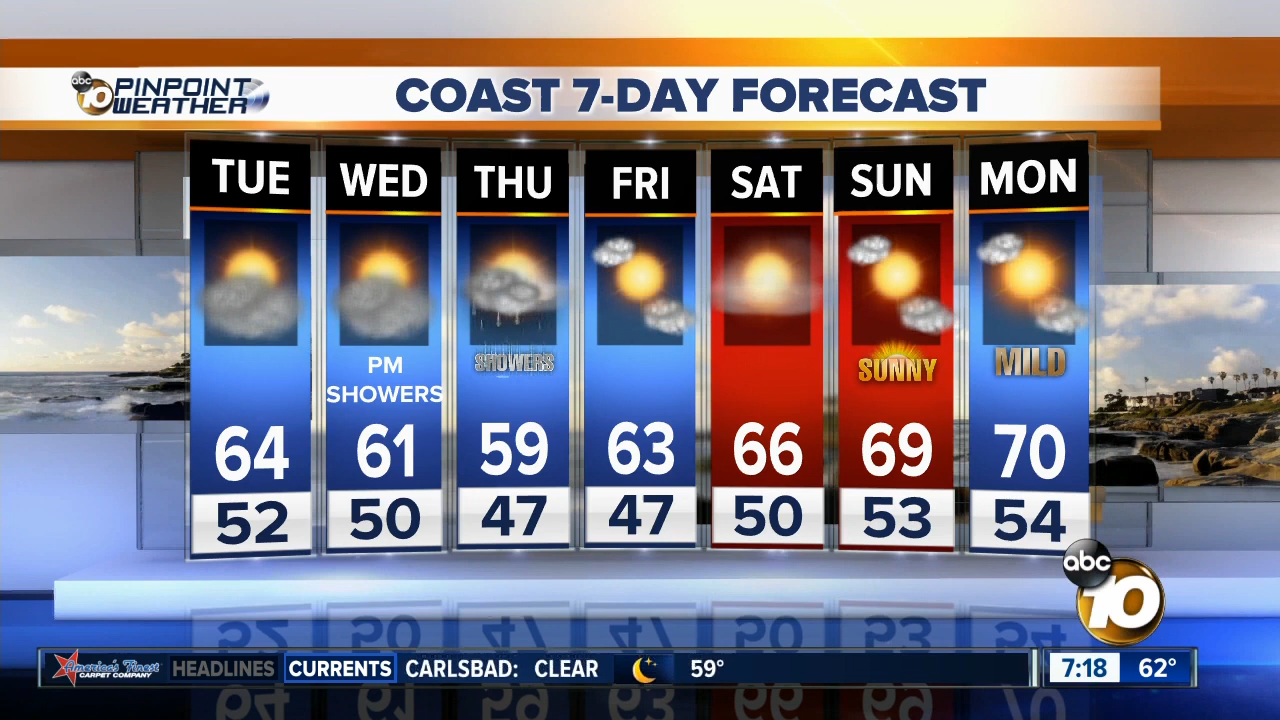 abc 10 PINPOINT WEATHER
COAST 7-DAY FORECAST
TUE WED THU FRI SAT SUN MON
PM SHOWERS SHOWERS SUNNY MILD
64 61 59 63 66 69 70
52 50 47 47 50 53 54
abc 10
America's Finest CARPET COMPANY HEADLINES CURRENTS CARLSBAD: CLEAR 59° 7:18 62°